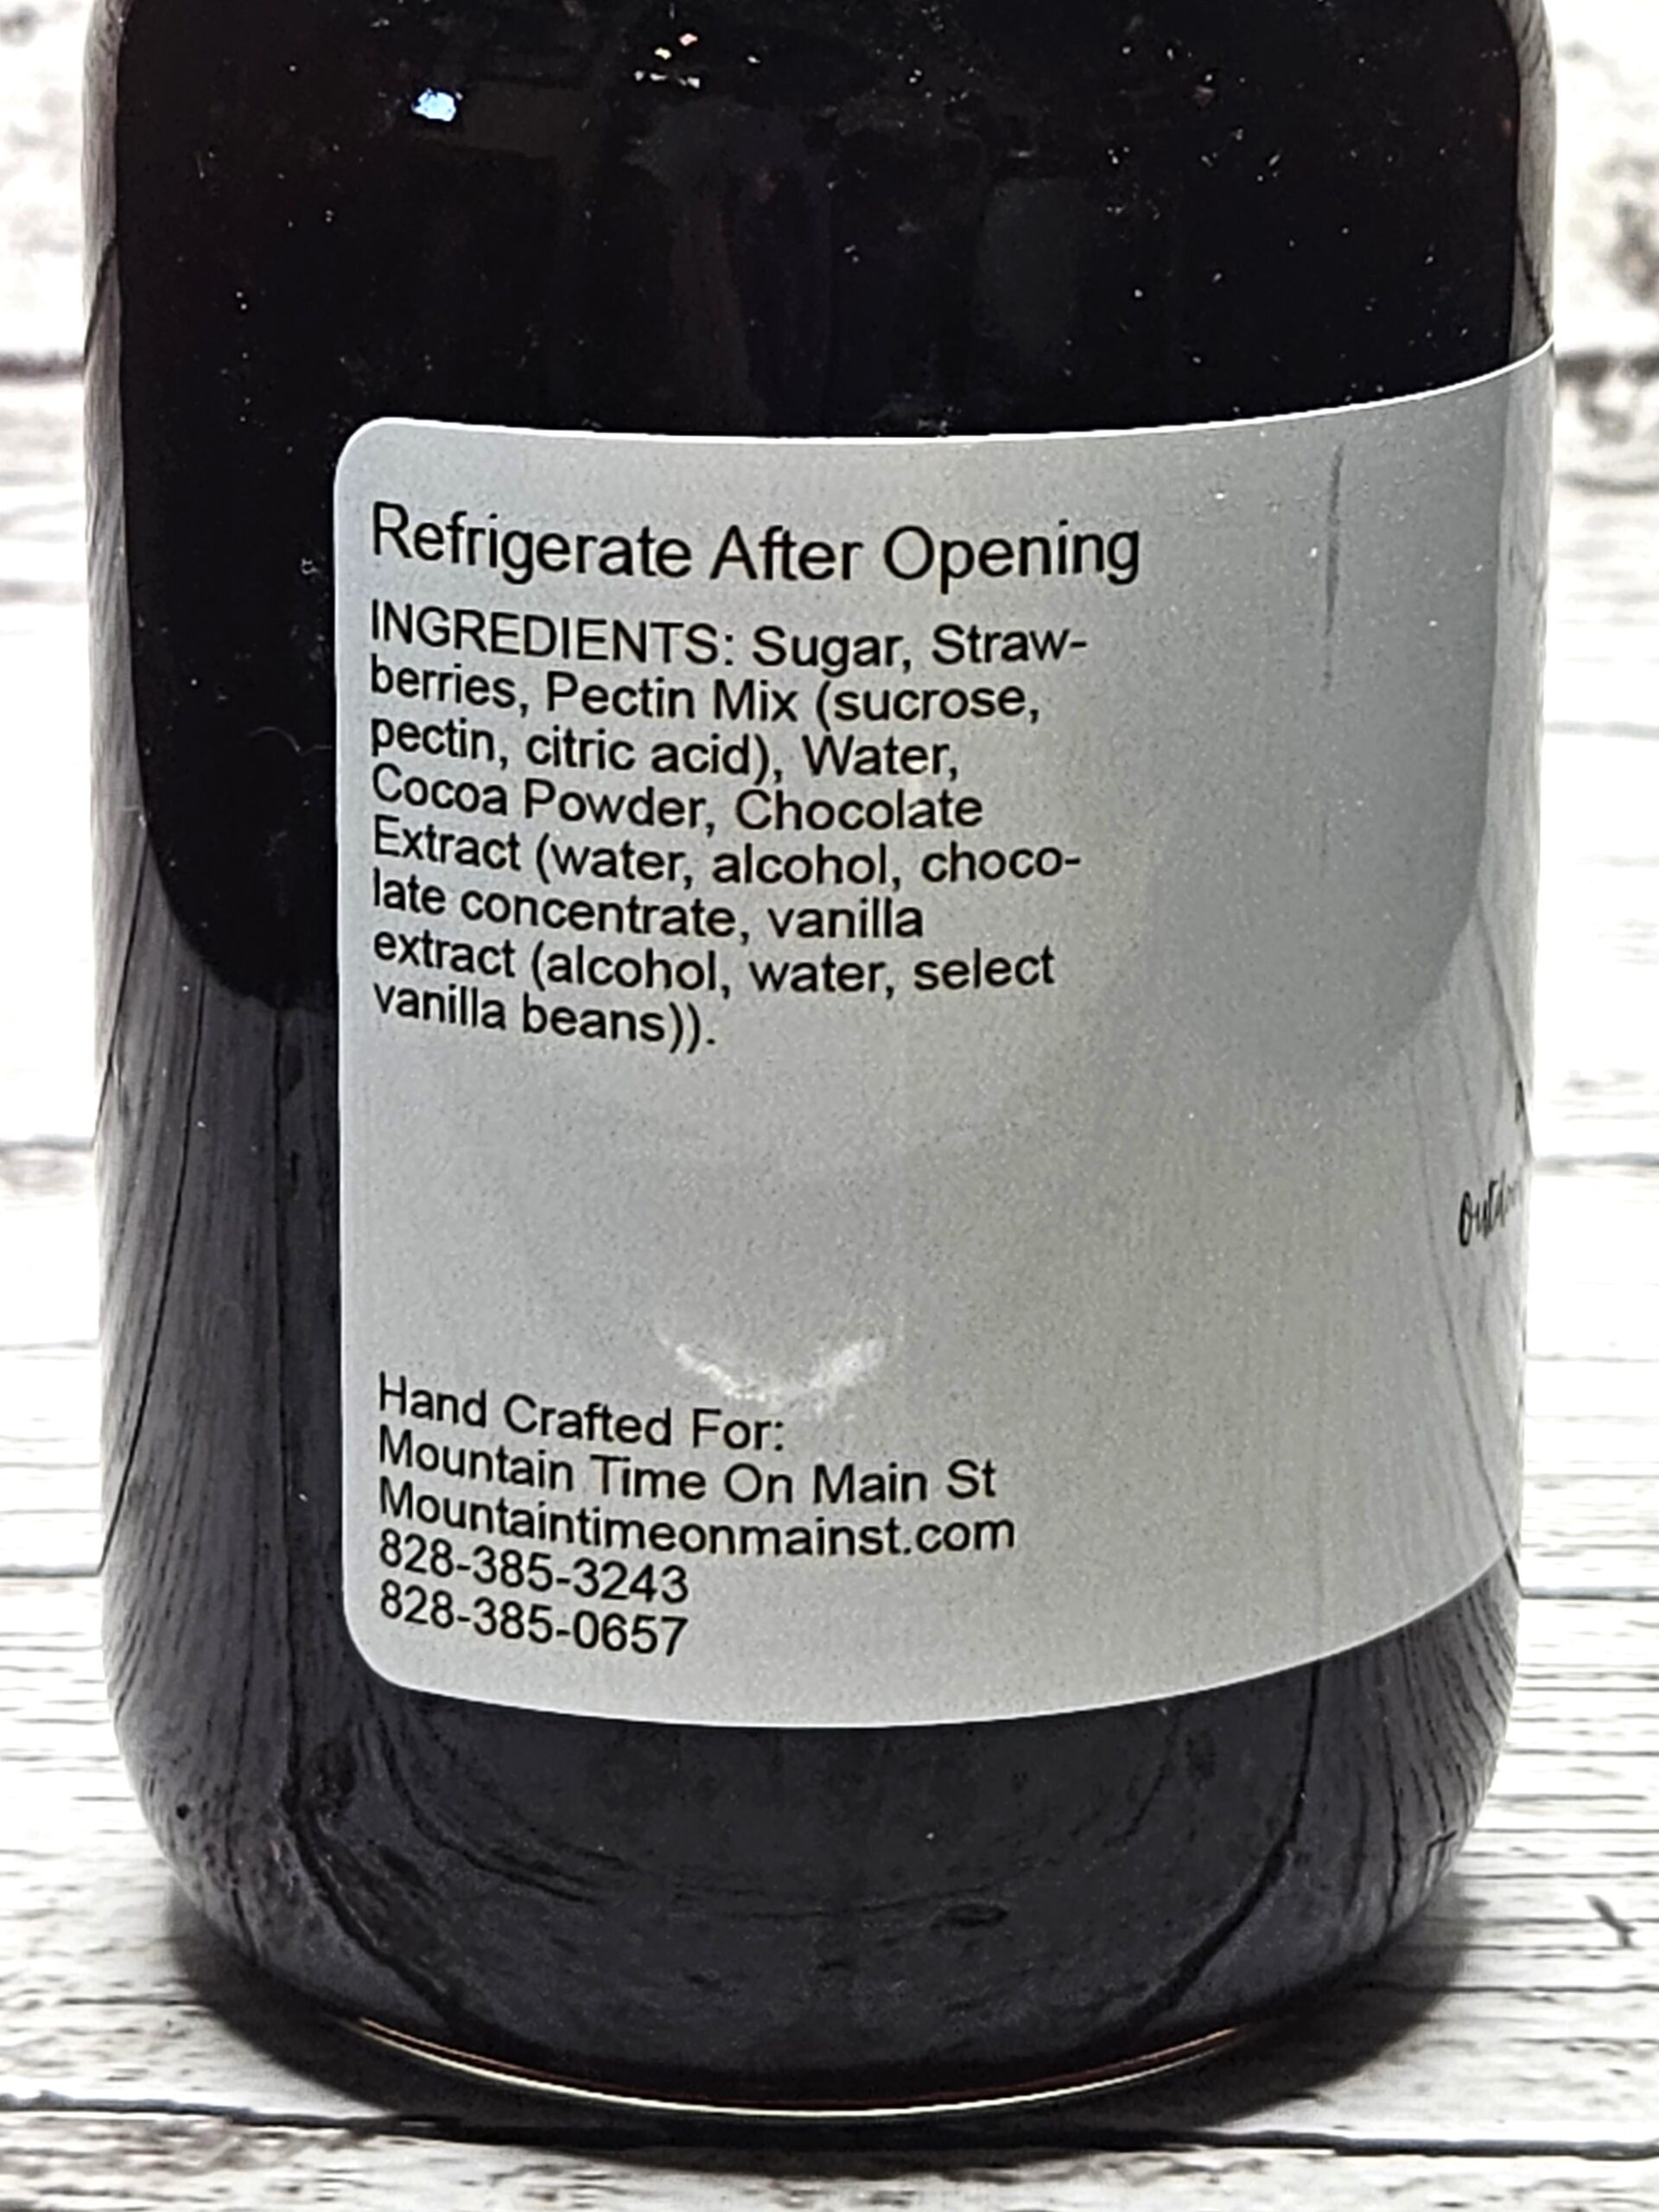 Refrigerate After Opening
INGREDIENTS: Sugar, Straw-
berries, Pectin Mix (sucrose,
pectin, citric acid), Water,
Cocoa Powder, Chocolate
Extract (water, alcohol, choco-
late concentrate, vanilla
extract (alcohol, water, select
vanilla beans)).
Hand Crafted For:
Mountain Time On Main St
Mountaintimeonmainst.com
828-385-3243
828-385-0657